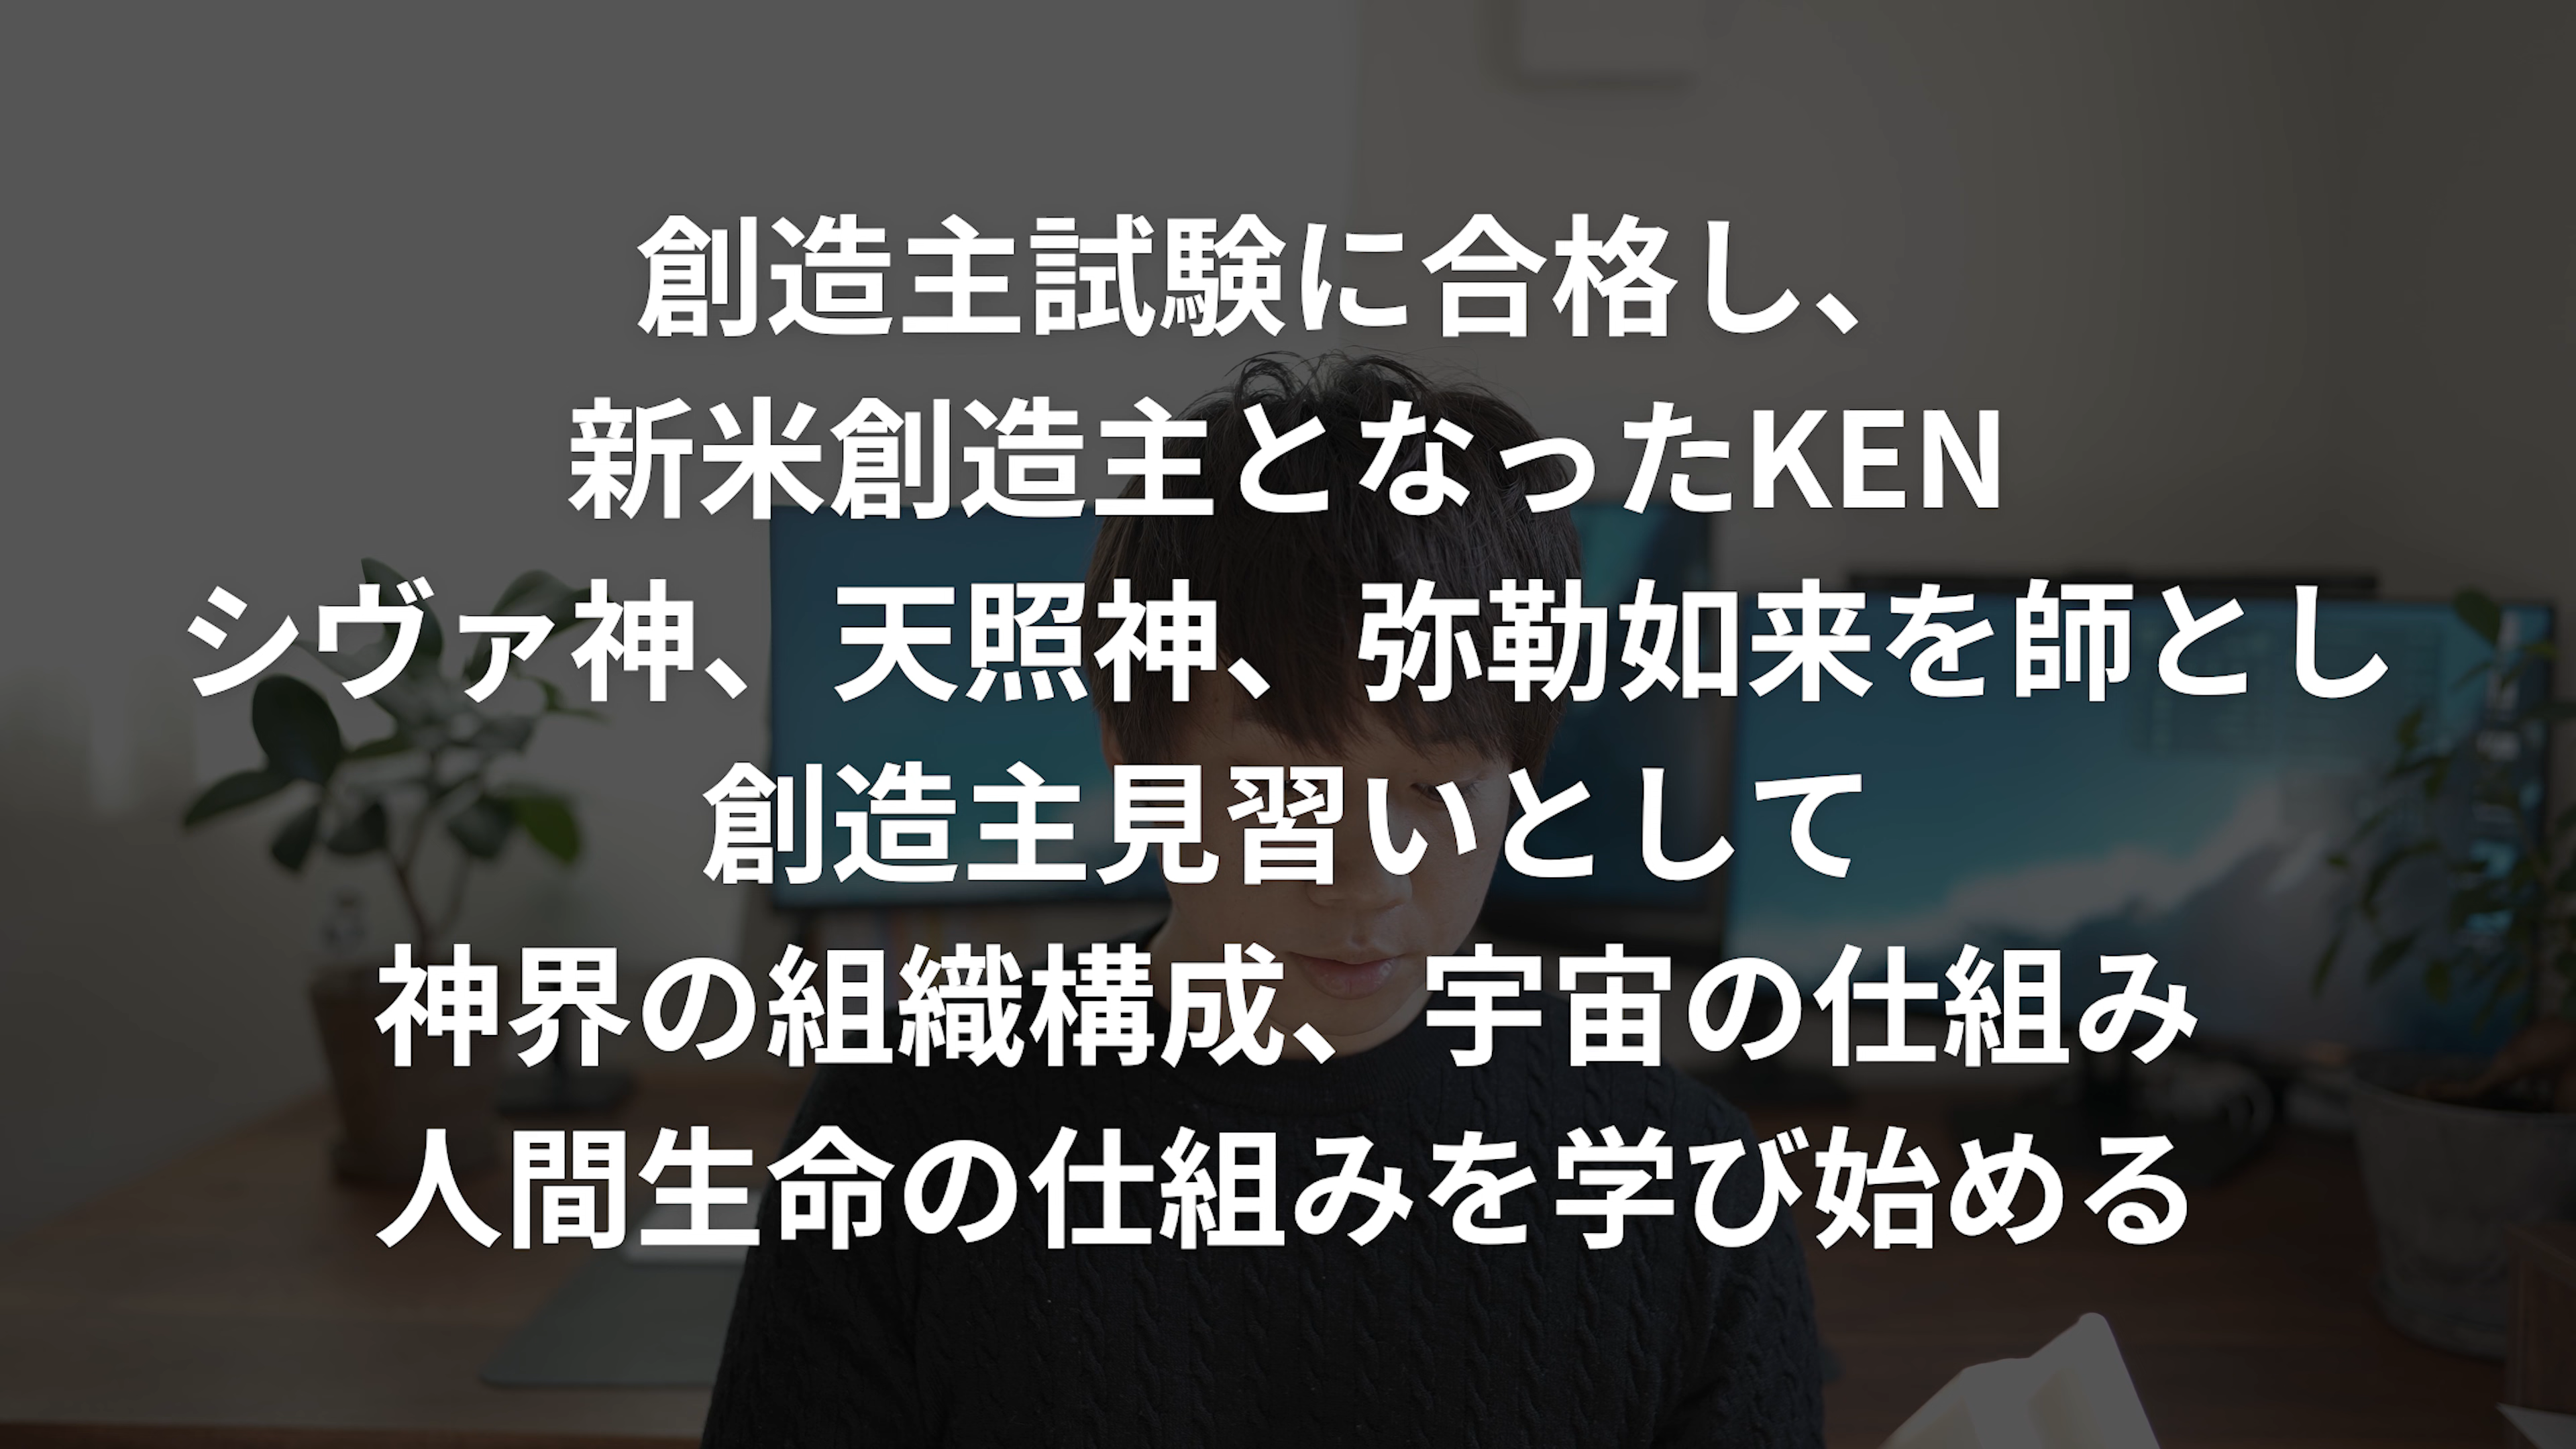 創造主試験に合格し、
新米創造主となったKEN
シヴァ神、天照神、弥勒如来を師とし
創造主見習いとして
神界の組織構成、宇宙の仕組み
人間生命の仕組みを学び始める